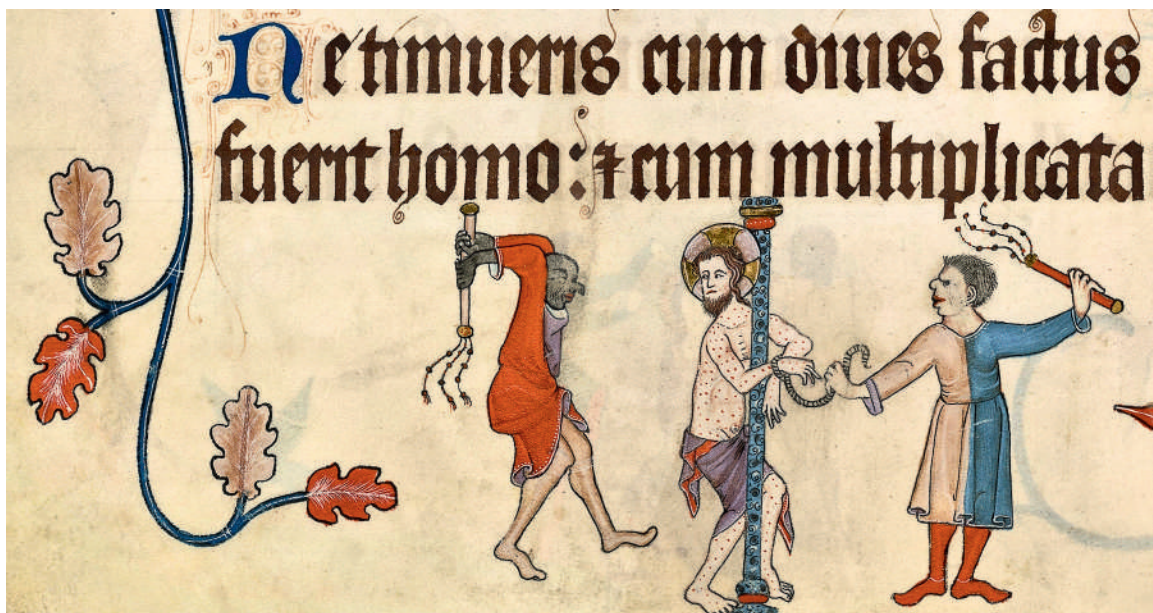 Ne timueris cum diues factus
fuerit homo: ⁊ cum multiplicata